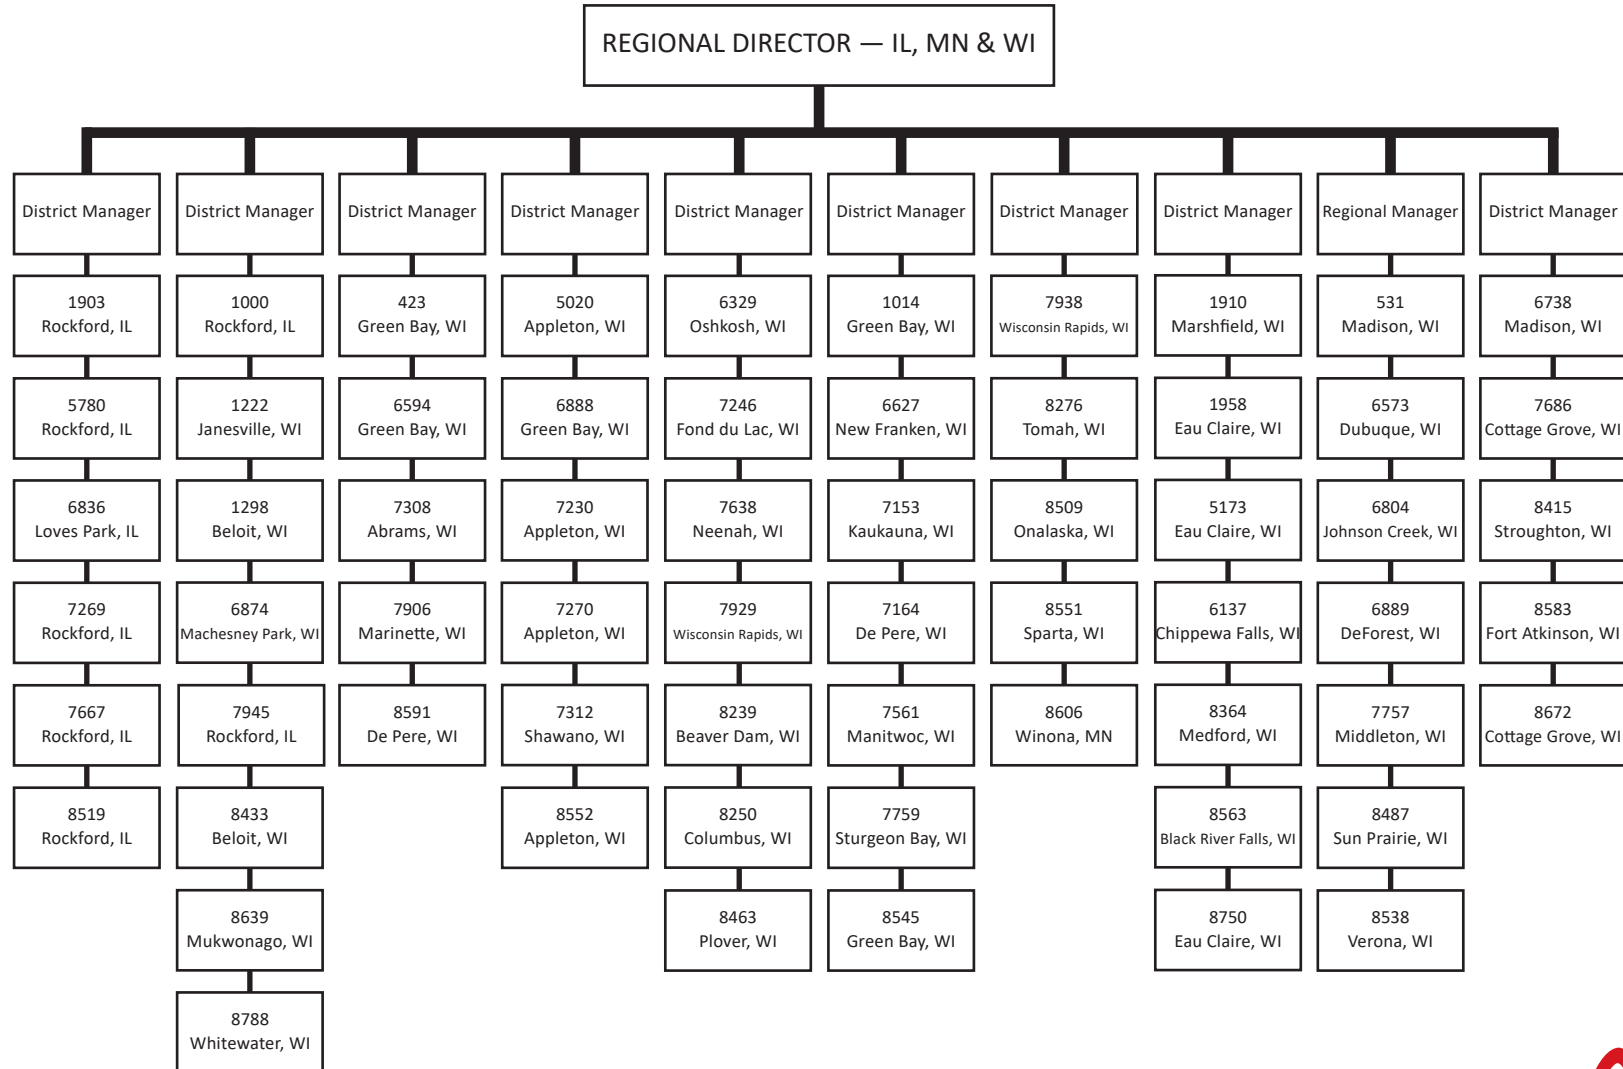 REGIONAL DIRECTOR — IL, MN & WI
District Manager
1903
Rockford, IL
5780
Rockford, IL
6836
Loves Park, IL
7269
Rockford, IL
7667
Rockford, IL
8519
Rockford, IL
District Manager
1000
Rockford, IL
1222
Janesville, WI
1298
Beloit, WI
6874
Machesney Park, WI
7945
Rockford, IL
8433
Beloit, WI
8639
Mukwonago, WI
8788
Whitewater, WI
District Manager
423
Green Bay, WI
6594
Green Bay, WI
7308
Abrams, WI
7906
Marinette, WI
8591
De Pere, WI
District Manager
5020
Appleton, WI
6888
Green Bay, WI
7230
Appleton, WI
7270
Appleton, WI
7312
Shawano, WI
8552
Appleton, WI
District Manager
6329
Oshkosh, WI
7246
Fond du Lac, WI
7638
Neenah, WI
7929
Wisconsin Rapids, WI
8239
Beaver Dam, WI
8250
Columbus, WI
8463
Plover, WI
District Manager
1014
Green Bay, WI
6627
New Franken, WI
7153
Kaukauna, WI
7164
De Pere, WI
7561
Manitwoc, WI
7759
Sturgeon Bay, WI
8545
Green Bay, WI
District Manager
7938
Wisconsin Rapids, WI
8276
Tomah, WI
8509
Onalaska, WI
8551
Sparta, WI
8606
Winona, MN
District Manager
1910
Marshfield, WI
1958
Eau Claire, WI
5173
Eau Claire, WI
6137
Chippewa Falls, WI
8364
Medford, WI
8563
Black River Falls, WI
8750
Eau Claire, WI
Regional Manager
531
Madison, WI
6573
Dubuque, WI
6804
Johnson Creek, WI
6889
DeForest, WI
7757
Middleton, WI
8487
Sun Prairie, WI
8538
Verona, WI
District Manager
6738
Madison, WI
7686
Cottage Grove, WI
8415
Stroughton, WI
8583
Fort Atkinson, WI
8672
Cottage Grove, WI